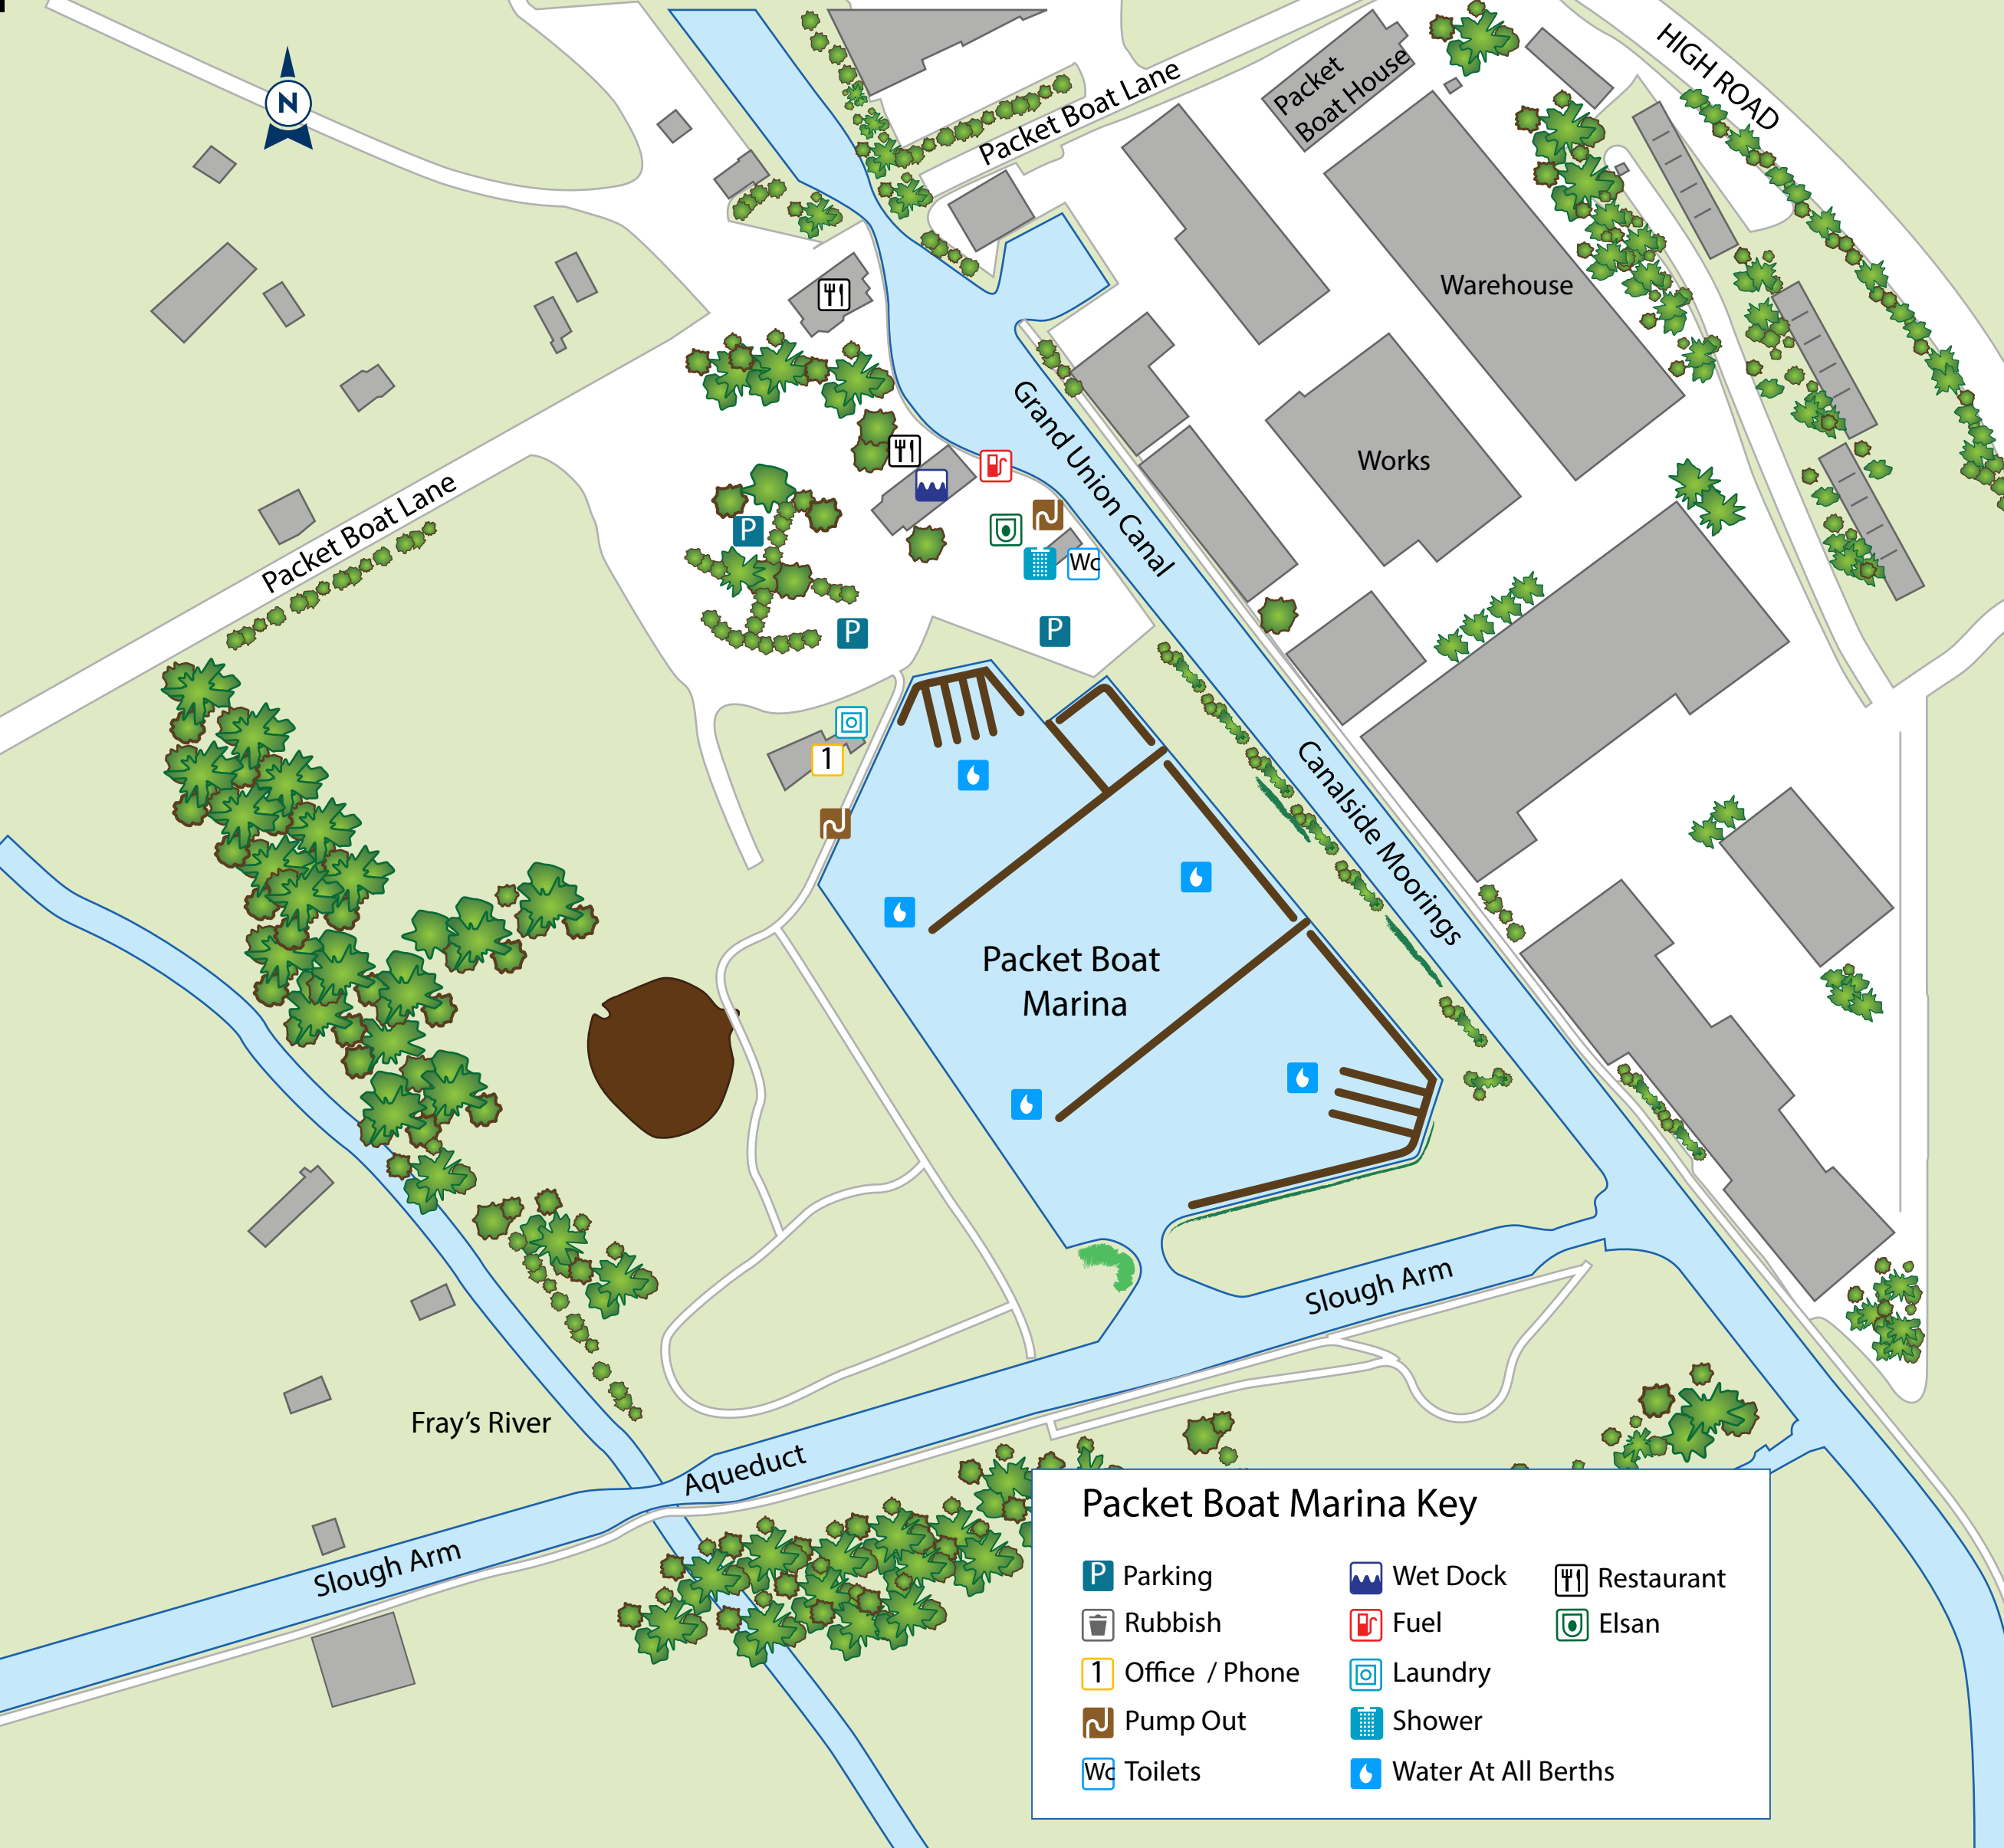 HIGH ROAD
N
Packet Boat Lane
Packet
Boat House
Warehouse
Works
Grand Union Canal
Packet Boat Lane
P
Wc
P
P
1
Canalside Moorings
Packet Boat
Marina
Slough Arm
Fray's River
Aqueduct
Slough Arm
Packet Boat Marina Key
P Parking
Rubbish
1 Office / Phone
Pump Out
Wc Toilets
Wet Dock
Fuel
Laundry
Shower
Water At All Berths
Restaurant
Elsan